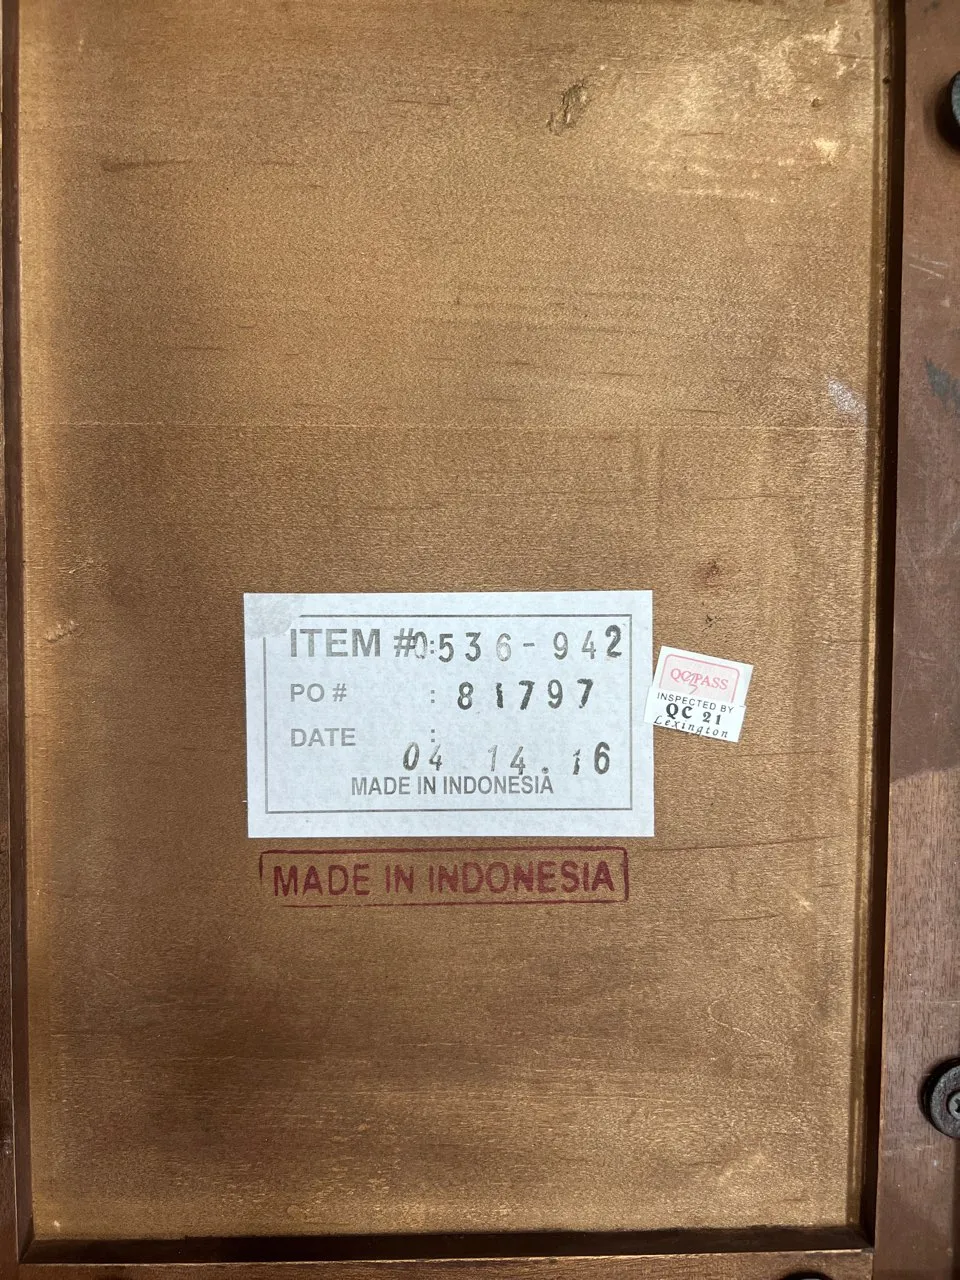 ITEM #0:536-942
PO # : 81797
DATE :
04 14.16
MADE IN INDONESIA
QC PASS
INSPECTED BY
QC 21
Lexington
MADE IN INDONESIA